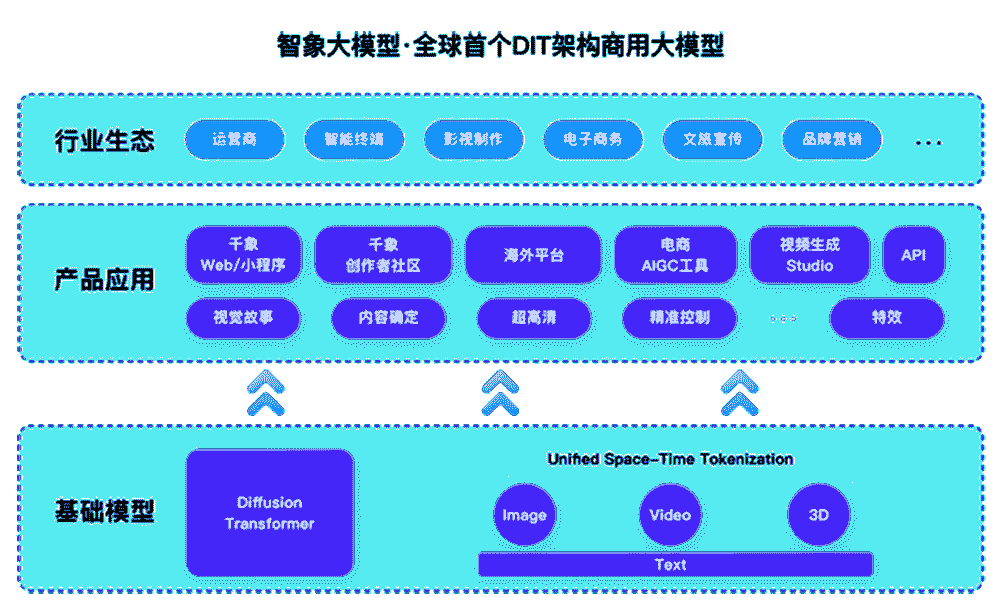 智象大模型·全球首个DIT架构商用大模型
行业生态
运营商
智能终端
影视制作
电子商务
文旅宣传
品牌营销
...
产品应用
千象
Web/小程序
千象
创作者社区
海外平台
电商
AIGC工具
视频生成
Studio
API
视觉故事
内容确定
超高清
精准控制
特效
基础模型
Diffusion
Transformer
Unified Space-Time Tokenization
Image
Video
3D
Text